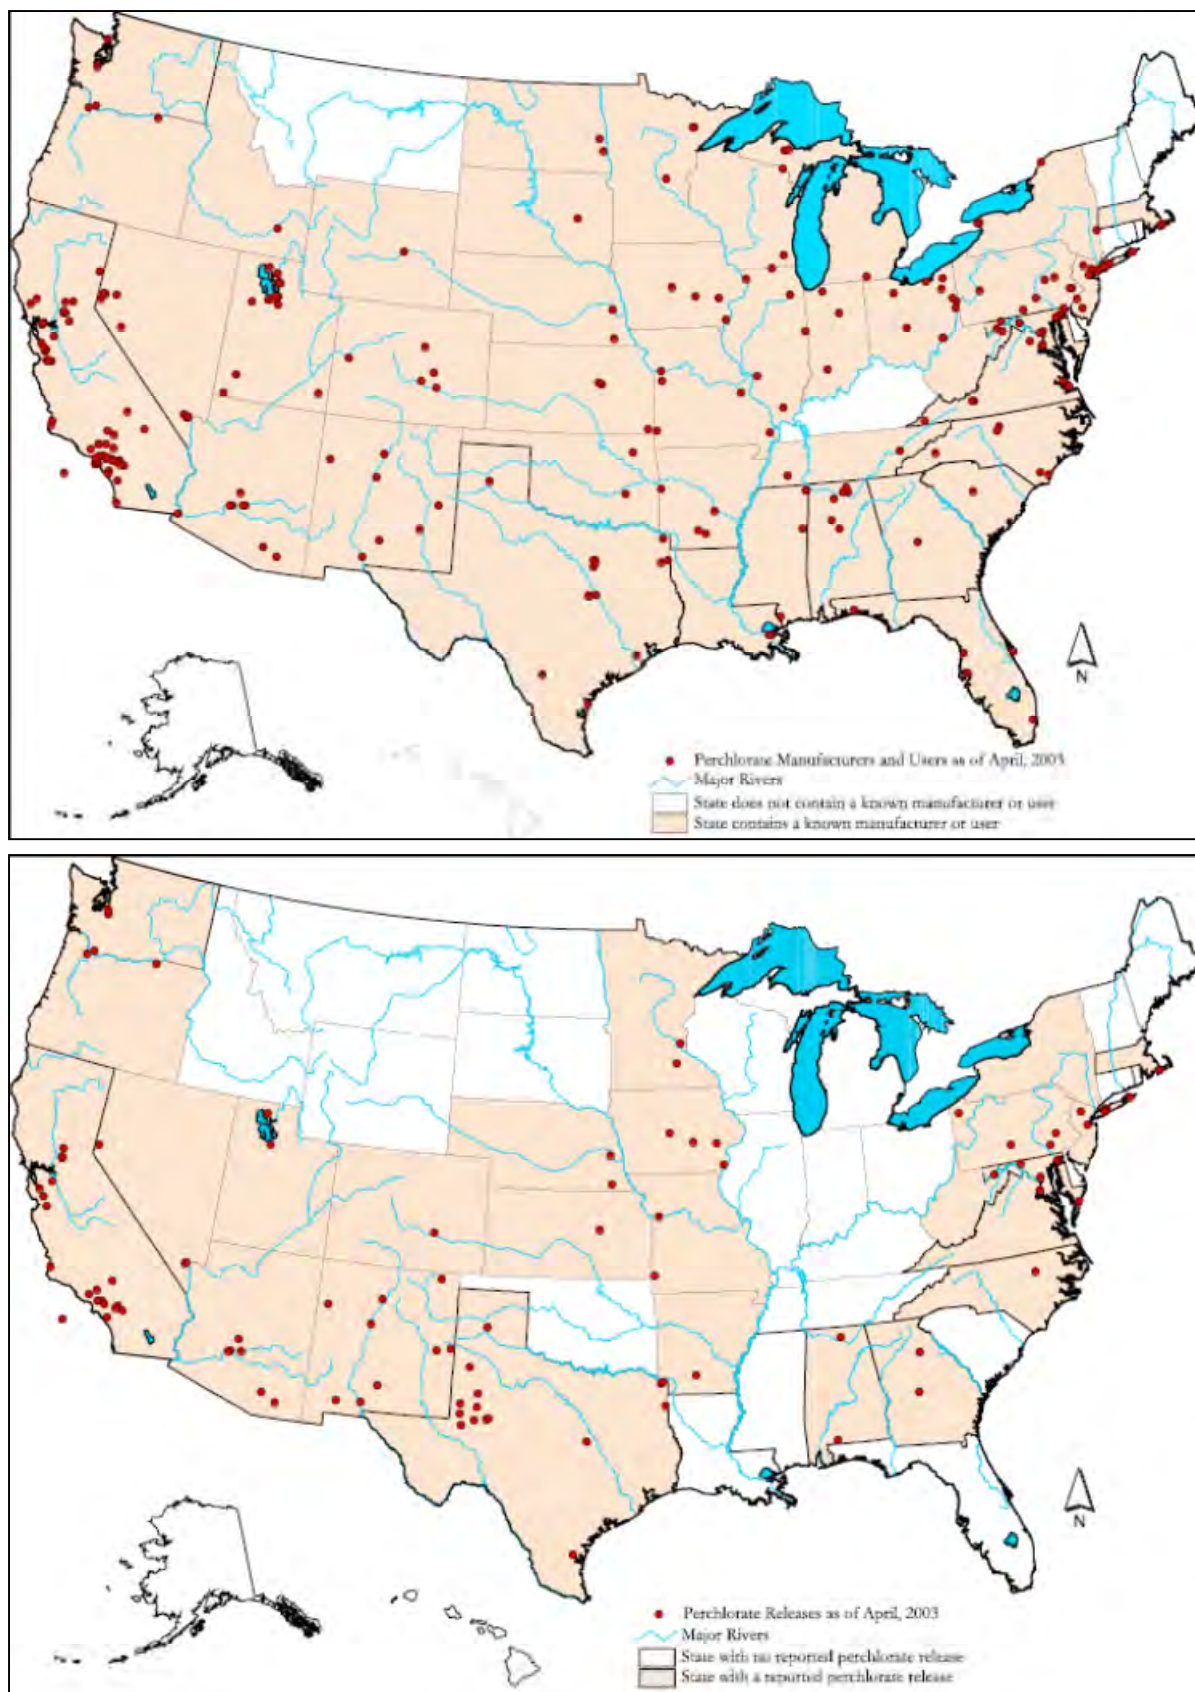 N
Perchlorate Manufacturers and Users as of April, 2003
Major Rivers
State does not contain a known manufacturer or user
State contains a known manufacturer or user
N
Perchlorate Releases as of April, 2003
Major Rivers
State with no reported perchlorate release
State with a reported perchlorate release